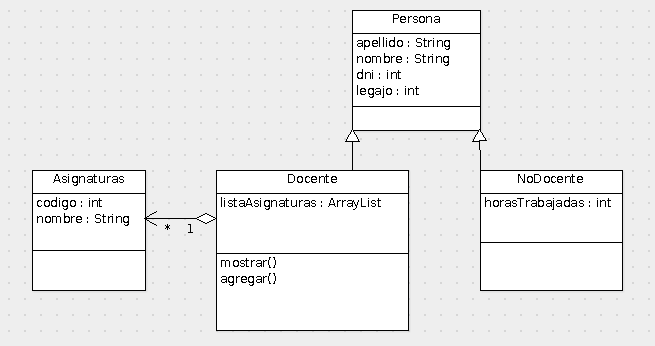 Persona
apellido : String
nombre : String
dni : int
legajo : int
Asignaturas
codigo : int
nombre : String
* 1
Docente
listaAsignaturas : ArrayList
mostrar()
agregar()
NoDocente
horasTrabajadas : int